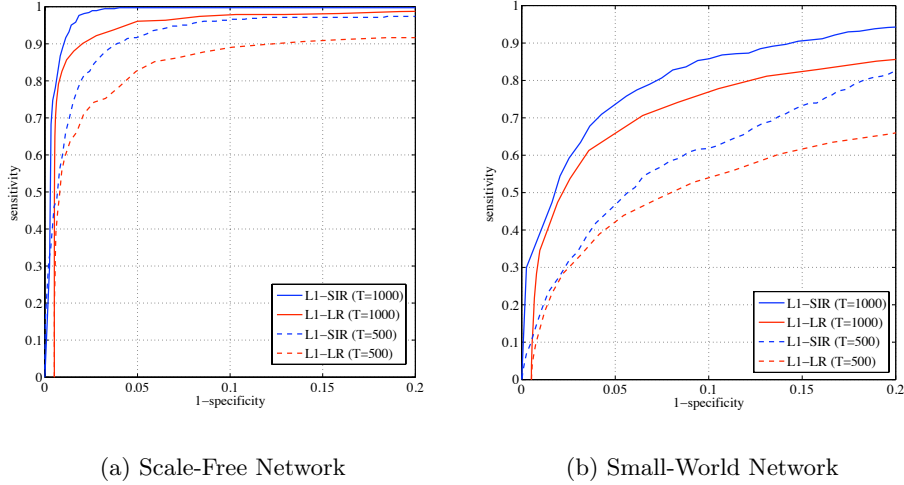 1
0.9
0.8
0.7
0.6
0.5
0.4
0.3
0.2
0.1
0
sensitivity
L1−SIR (T=1000)
L1−LR (T=1000)
L1−SIR (T=500)
L1−LR (T=500)
0 0.05 0.1 0.15 0.2
1−specificity
(a) Scale-Free Network
1
0.9
0.8
0.7
0.6
0.5
0.4
0.3
0.2
0.1
0
sensitivity
L1−SIR (T=1000)
L1−LR (T=1000)
L1−SIR (T=500)
L1−LR (T=500)
0 0.05 0.1 0.15 0.2
1−specificity
(b) Small-World Network